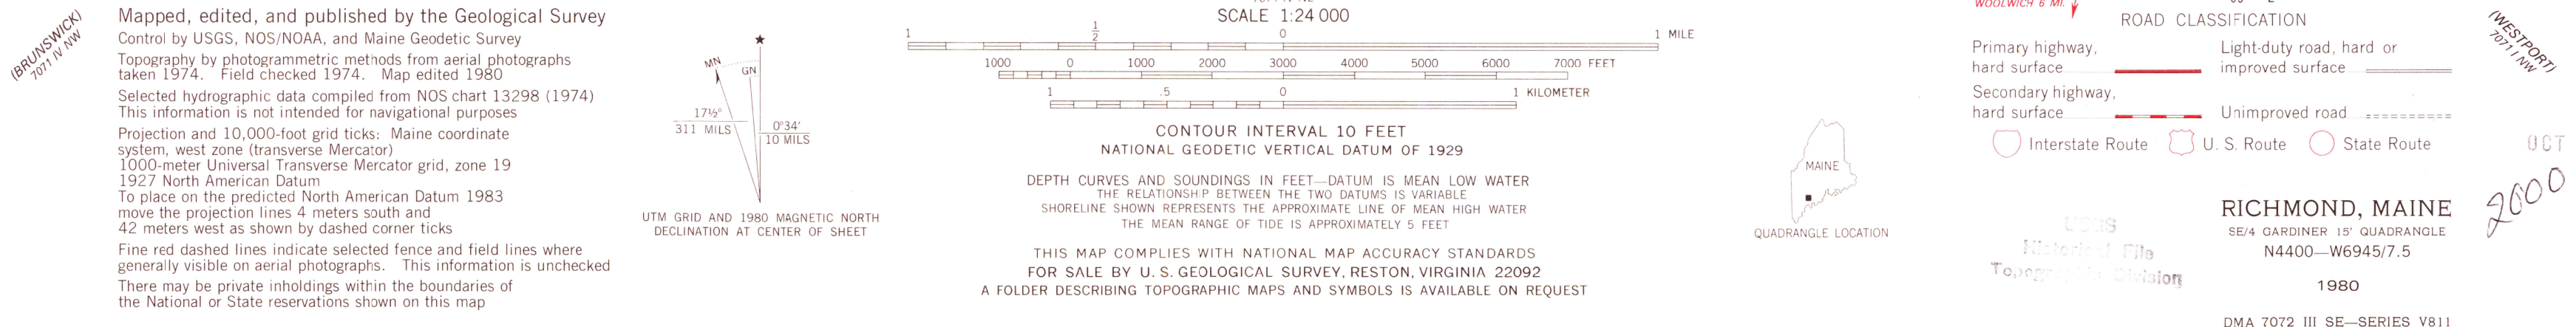 (BRUNSWICK)
7071 IV NW
Mapped, edited, and published by the Geological Survey
Control by USGS, NOS/NOAA, and Maine Geodetic Survey
Topography by photogrammetric methods from aerial photographs
taken 1974. Field checked 1974. Map edited 1980
Selected hydrographic data compiled from NOS chart 13298 (1974)
This information is not intended for navigational purposes
Projection and 10,000-foot grid ticks: Maine coordinate
system, west zone (transverse Mercator)
1000-meter Universal Transverse Mercator grid, zone 19
1927 North American Datum
To place on the predicted North American Datum 1983
move the projection lines 4 meters south and
42 meters west as shown by dashed corner ticks
Fine red dashed lines indicate selected fence and field lines where
generally visible on aerial photographs. This information is unchecked
There may be private inholdings within the boundaries of
the National or State reservations shown on this map
★
MN
GN
17½°
311 MILS
0°34′
10 MILS
UTM GRID AND 1980 MAGNETIC NORTH
DECLINATION AT CENTER OF SHEET
SCALE 1:24 000
1 1/2 0 1 MILE
1000 0 1000 2000 3000 4000 5000 6000 7000 FEET
1 .5 0 1 KILOMETER
CONTOUR INTERVAL 10 FEET
NATIONAL GEODETIC VERTICAL DATUM OF 1929
DEPTH CURVES AND SOUNDINGS IN FEET—DATUM IS MEAN LOW WATER
THE RELATIONSHIP BETWEEN THE TWO DATUMS IS VARIABLE
SHORELINE SHOWN REPRESENTS THE APPROXIMATE LINE OF MEAN HIGH WATER
THE MEAN RANGE OF TIDE IS APPROXIMATELY 5 FEET
THIS MAP COMPLIES WITH NATIONAL MAP ACCURACY STANDARDS
FOR SALE BY U. S. GEOLOGICAL SURVEY, RESTON, VIRGINIA 22092
A FOLDER DESCRIBING TOPOGRAPHIC MAPS AND SYMBOLS IS AVAILABLE ON REQUEST
MAINE
QUADRANGLE LOCATION
WOOLWICH 6 MI.
ROAD CLASSIFICATION
Primary highway,
hard surface
Light-duty road, hard or
improved surface
Secondary highway,
hard surface
Unimproved road
Interstate Route U. S. Route State Route
(WESTPORT)
7071 I NW
OCT
2000
USGS
Historical File
Topographic Division
RICHMOND, MAINE
SE/4 GARDINER 15′ QUADRANGLE
N4400—W6945/7.5
1980
DMA 7072 III SE—SERIES V811